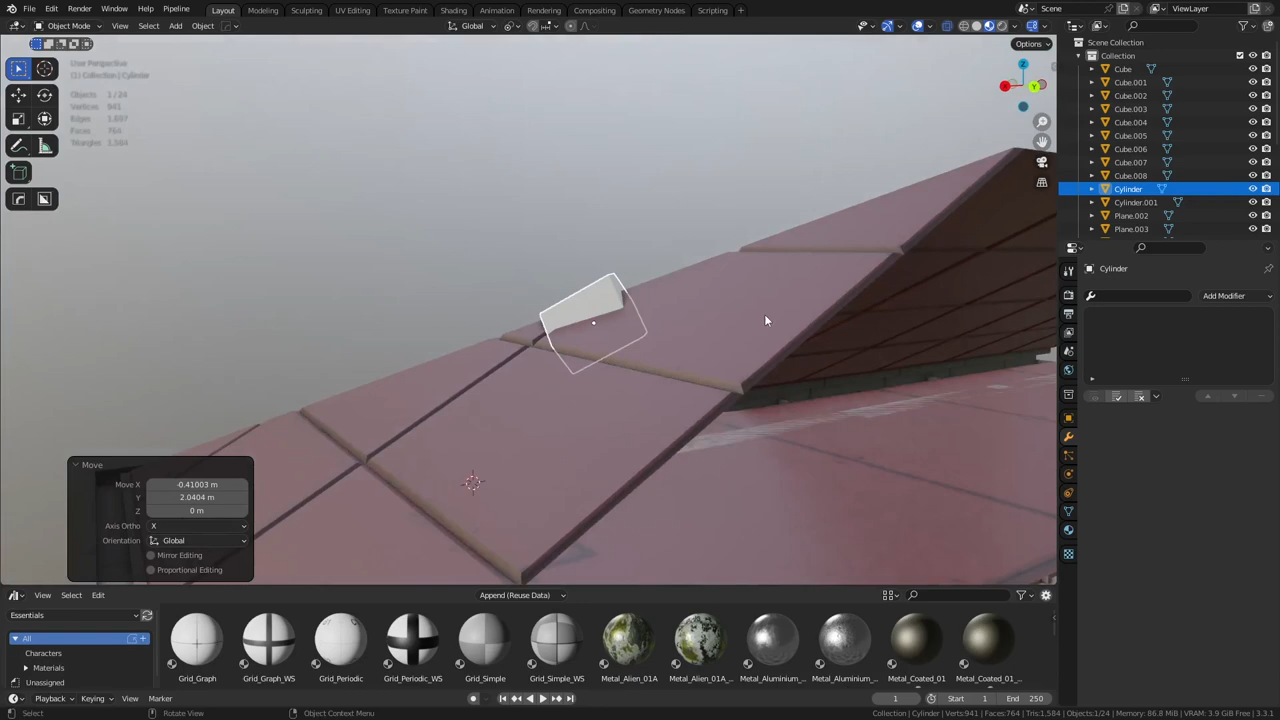 File Edit Render Window Help Pipeline Layout Modeling Sculpting UV Editing Texture Paint Shading Animation Rendering Compositing Geometry Nodes Scripting Scene ViewLayer
Object Mode View Select Add Object Global
Options
User Perspective
(1) Collection | Cylinder
Objects 1/24
Vertices 941
Edges 1,697
Faces 764
Triangles 1,584
Z
Y
X
Scene Collection
Collection
Cube
Cube.001
Cube.002
Cube.003
Cube.004
Cube.005
Cube.006
Cube.007
Cube.008
Cylinder
Cylinder.001
Plane.002
Plane.003
Cylinder
Add Modifier
Move
Move X -0.41003 m
Y 2.0404 m
Z 0 m
Axis Ortho X
Orientation Global
Mirror Editing
Proportional Editing
View Select Edit Append (Reuse Data)
Essentials
All
Characters
Materials
Unassigned
Grid_Graph Grid_Graph_WS Grid_Periodic Grid_Periodic_WS Grid_Simple Grid_Simple_WS Metal_Alien_01A Metal_Alien_01A_... Metal_Aluminium_... Metal_Aluminium_... Metal_Coated_01 Metal_Coated_01_...
Playback Keying View Marker 1 Start 1 End 250
Select Rotate View Object Context Menu Collection | Cylinder | Verts:941 | Faces:764 | Tris:1,584 | Objects:1/24 | Memory: 86.8 MiB | VRAM: 3.9 GiB Free | 3.3.1